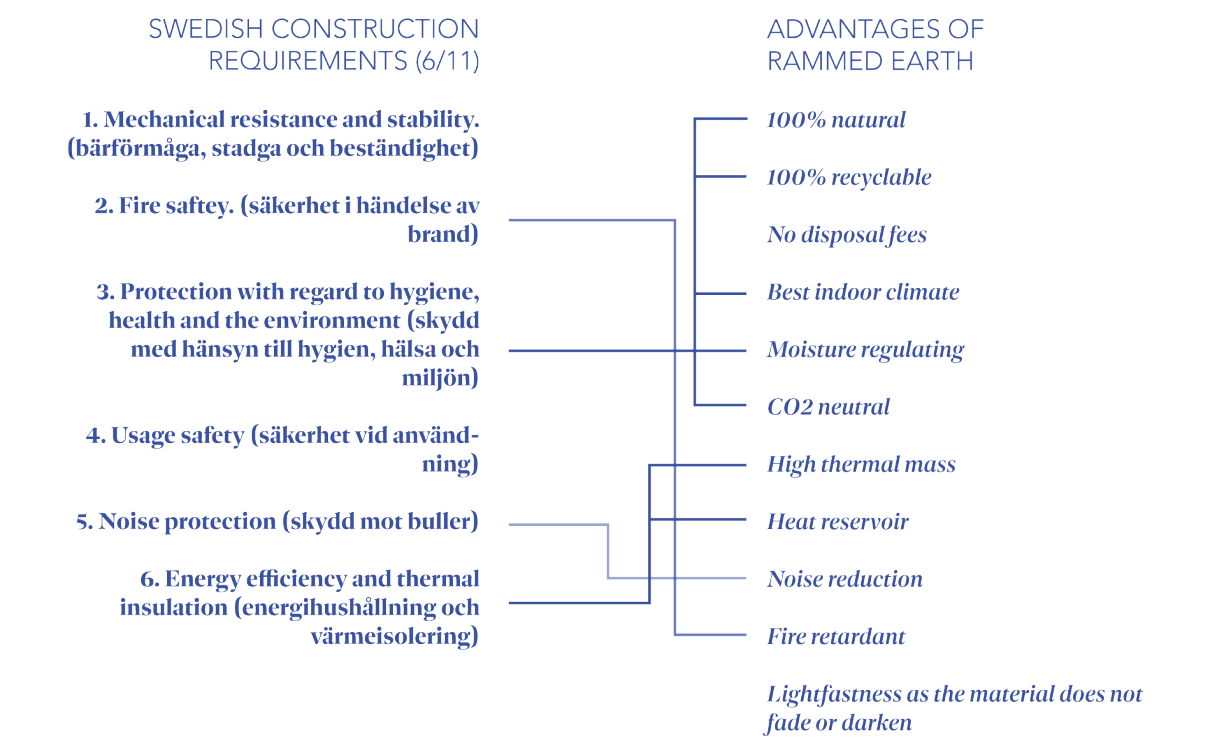 SWEDISH CONSTRUCTION
REQUIREMENTS (6/11)
1. Mechanical resistance and stability.
(bärförmåga, stadga och beständighet)
2. Fire saftey. (säkerhet i händelse av
brand)
3. Protection with regard to hygiene,
health and the environment (skydd
med hänsyn till hygien, hälsa och
miljön)
4. Usage safety (säkerhet vid använd-
ning)
5. Noise protection (skydd mot buller)
6. Energy efficiency and thermal
insulation (energihushållning och
värmeisolering)
ADVANTAGES OF
RAMMED EARTH
100% natural
100% recyclable
No disposal fees
Best indoor climate
Moisture regulating
CO2 neutral
High thermal mass
Heat reservoir
Noise reduction
Fire retardant
Lightfastness as the material does not
fade or darken